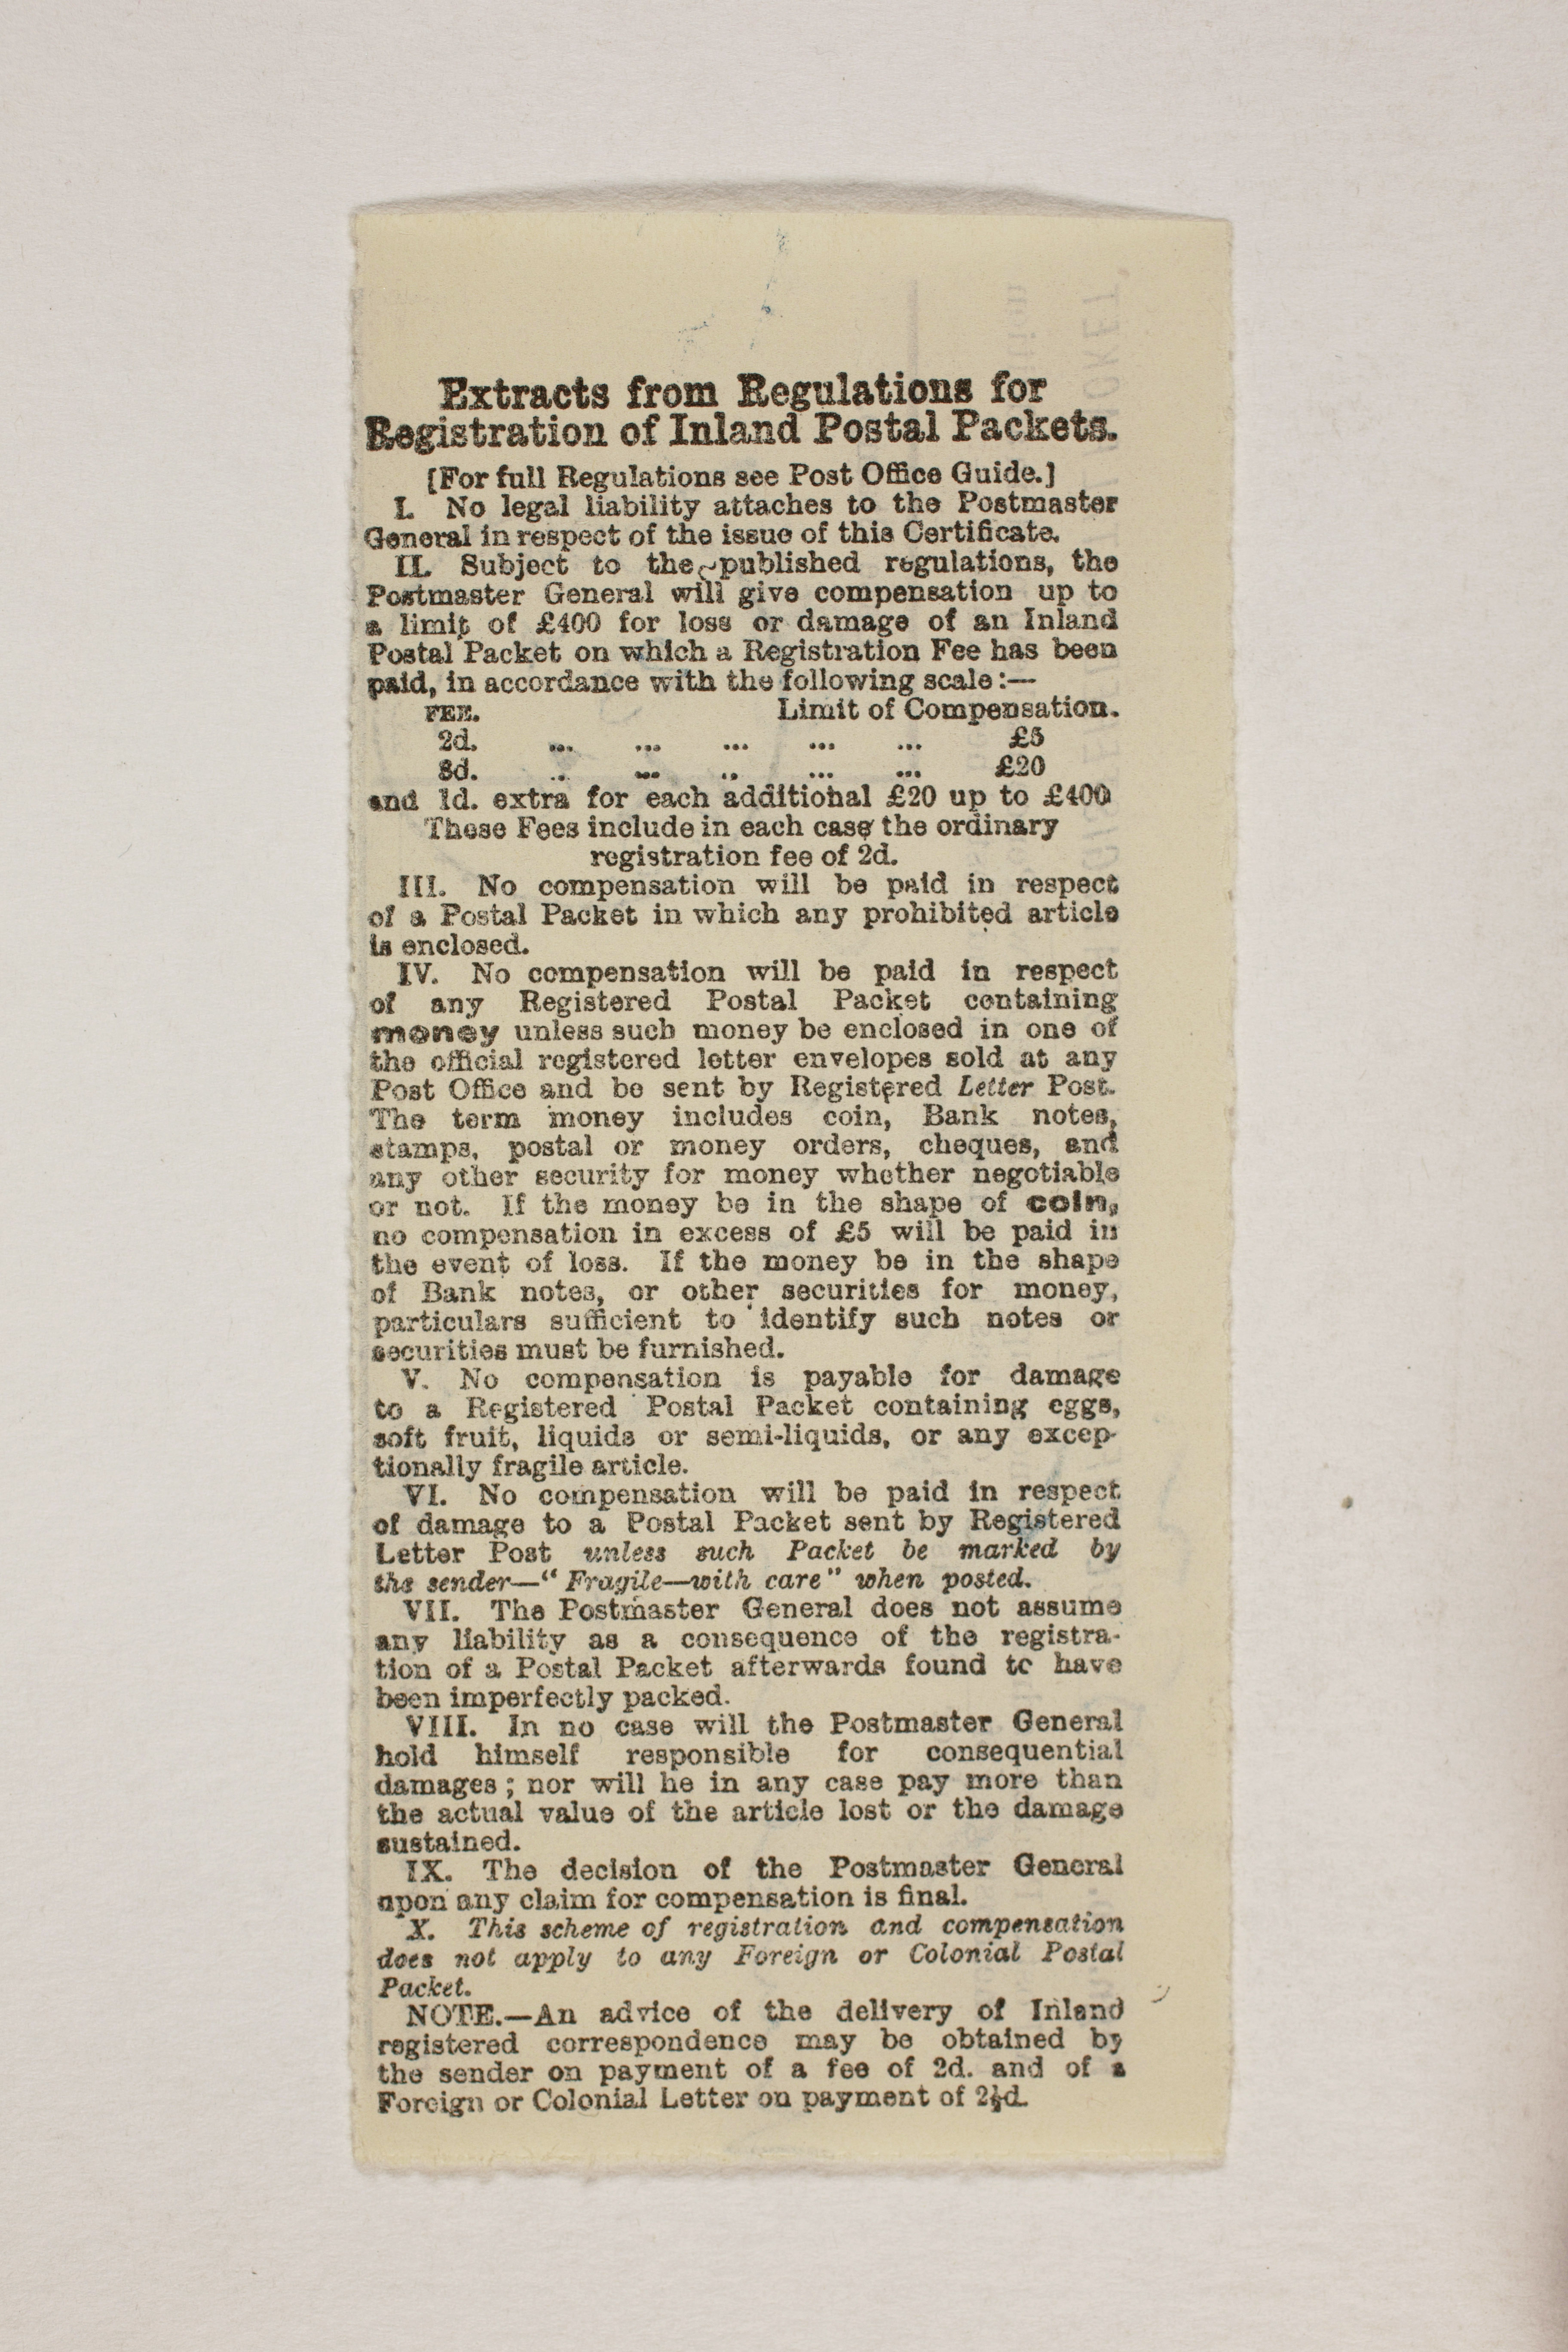 Extracts from Regulations for
Registration of Inland Postal Packets.
[For full Regulations see Post Office Guide.]
I. No legal liability attaches to the Postmaster
General in respect of the issue of this Certificate.
II. Subject to the published regulations, the
Postmaster General will give compensation up to
a limit of £400 for loss or damage of an Inland
Postal Packet on which a Registration Fee has been
paid, in accordance with the following scale:—
FEE. Limit of Compensation.
2d. ... ... ... ... ... £5
3d. ... ... ... ... ... £20
and 1d. extra for each additional £20 up to £400
These Fees include in each case the ordinary
registration fee of 2d.
III. No compensation will be paid in respect
of a Postal Packet in which any prohibited article
is enclosed.
IV. No compensation will be paid in respect
of any Registered Postal Packet containing
money unless such money be enclosed in one of
the official registered letter envelopes sold at any
Post Office and be sent by Registered Letter Post.
The term money includes coin, Bank notes,
stamps, postal or money orders, cheques, and
any other security for money whether negotiable
or not. If the money be in the shape of coin,
no compensation in excess of £5 will be paid in
the event of loss. If the money be in the shape
of Bank notes, or other securities for money,
particulars sufficient to identify such notes or
securities must be furnished.
V. No compensation is payable for damage
to a Registered Postal Packet containing eggs,
soft fruit, liquids or semi-liquids, or any excep-
tionally fragile article.
VI. No compensation will be paid in respect
of damage to a Postal Packet sent by Registered
Letter Post unless such Packet be marked by
the sender—“Fragile—with care” when posted.
VII. The Postmaster General does not assume
any liability as a consequence of the registra-
tion of a Postal Packet afterwards found to have
been imperfectly packed.
VIII. In no case will the Postmaster General
hold himself responsible for consequential
damages; nor will he in any case pay more than
the actual value of the article lost or the damage
sustained.
IX. The decision of the Postmaster General
upon any claim for compensation is final.
X. This scheme of registration and compensation
does not apply to any Foreign or Colonial Postal
Packet.
NOTE.—An advice of the delivery of Inland
registered correspondence may be obtained by
the sender on payment of a fee of 2d. and of a
Foreign or Colonial Letter on payment of 2½d.